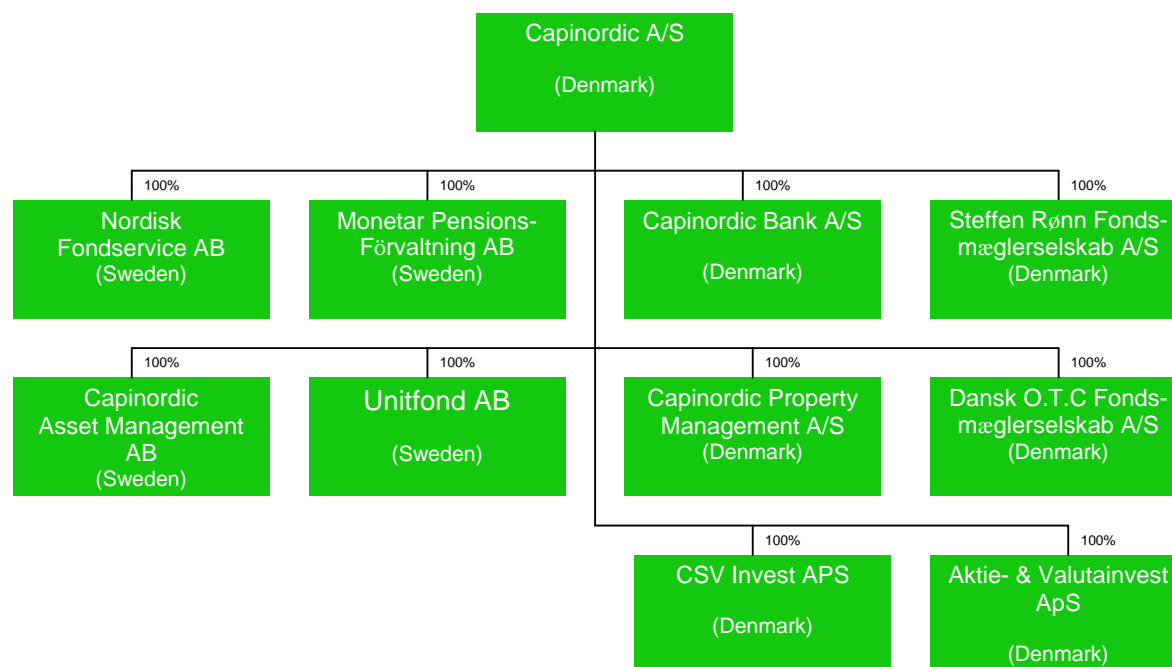 Capinordic A/S
(Denmark)
100%
100%
100%
100%
Nordisk
Fondservice AB
(Sweden)
Monetar Pensions-
Förvaltning AB
(Sweden)
Capinordic Bank A/S
(Denmark)
Steffen Rønn Fonds-
mæglerselskab A/S
(Denmark)
100%
100%
100%
100%
Capinordic
Asset Management
AB
(Sweden)
Unitfond AB
(Sweden)
Capinordic Property
Management A/S
(Denmark)
Dansk O.T.C Fonds-
mæglerselskab A/S
(Denmark)
100%
100%
CSV Invest APS
(Denmark)
Aktie- & Valutainvest
ApS
(Denmark)